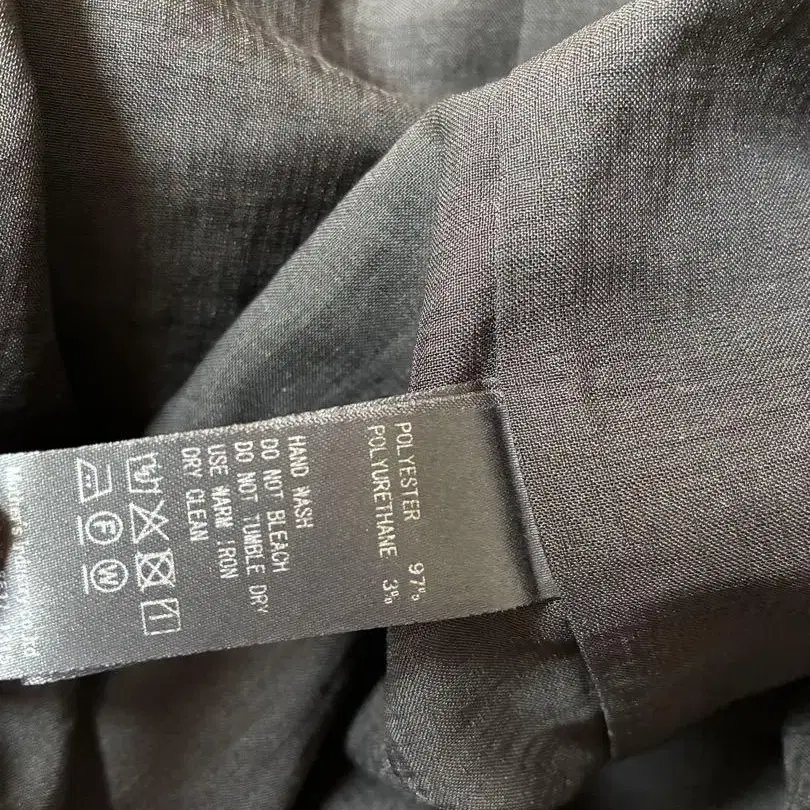 POLYESTER 97%
POLYURETHANE 3%
HAND WASH
DO NOT BLEACH
DO NOT TUMBLE DRY
USE WARM IRON
DRY CLEAN
F
W